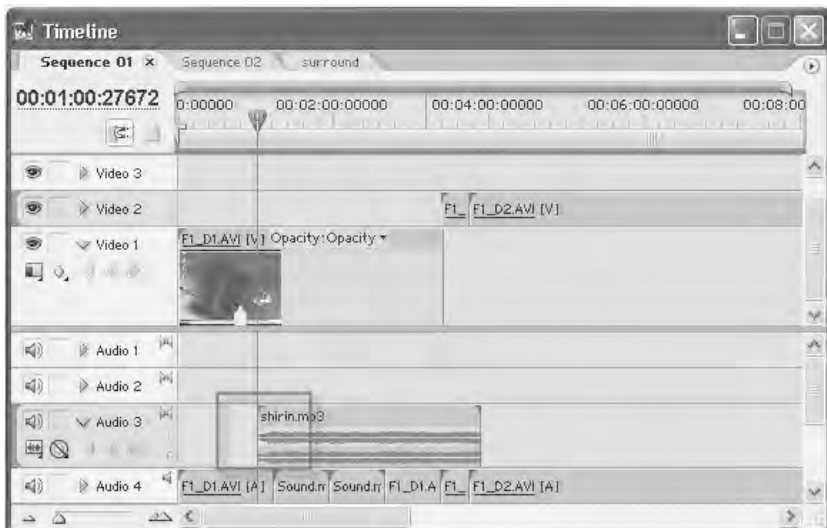 Timeline
Sequence 01 × Sequence 02 surround
00:01:00:27672 0:00000 00:02:00:00000 00:04:00:00000 00:06:00:00000 00:08:00
Video 3
Video 2 F1_ F1_D2.AVI [V]
Video 1 F1_D1.AVI [V] Opacity:Opacity
Audio 1
Audio 2
Audio 3 shirin.mp3
Audio 4 F1_D1.AVI [A] Sound.m Sound.m F1_D1.A F1_ F1_D2.AVI [A]